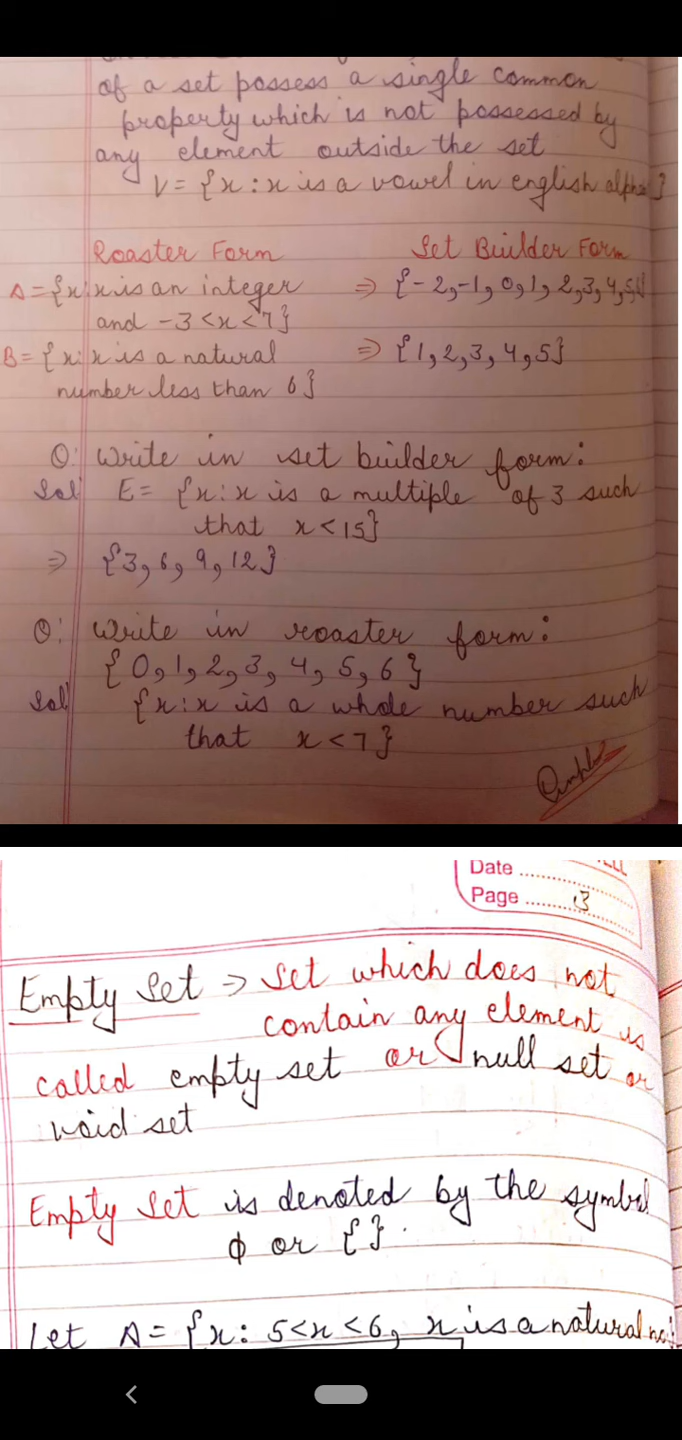 of a set possess a single common
property which is not possessed by
any element outside the set
V = {x : x is a vowel in english alphabet}
Roaster Form Set Builder Form
A = {x: x is an integer ⇒ {-2, -1, 0, 1, 2, 3, 4, 5,
and -3 < x < 7}
B = {x: x is a natural ⇒ {1, 2, 3, 4, 5}
number less than 6}
Q: Write in set builder form:
Sol E = {x: x is a multiple of 3 such
that x < 15}
⇒ {3, 6, 9, 12}
Q: Write in roaster form:
{0, 1, 2, 3, 4, 5, 6}
Sol {x: x is a whole number such
that x < 7}
Date
Page 3
Empty Set → Set which does not
contain any element is
called empty set or null set or
void set
Empty Set is denoted by the symbol
ϕ or { }.
Let A = {x: 5 < x < 6, x is a natural no.